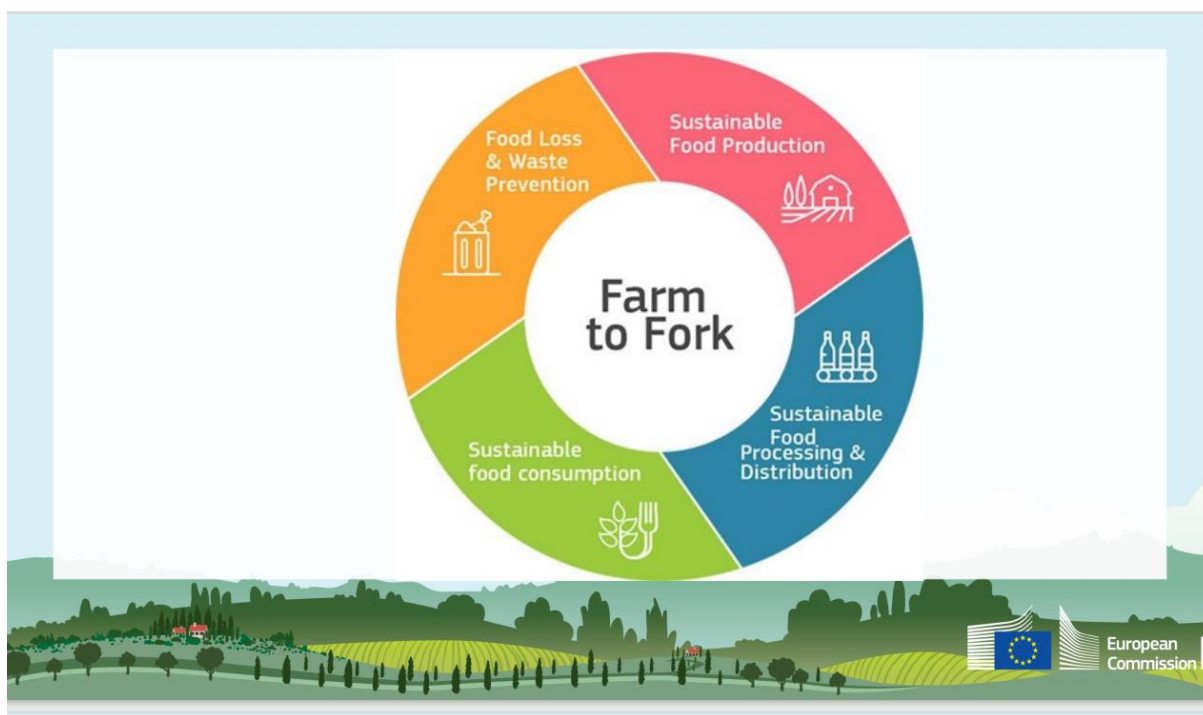 Food Loss
& Waste
Prevention
Sustainable
Food Production
Farm
to Fork
Sustainable
Food
Processing &
Distribution
Sustainable
food consumption
European
Commission